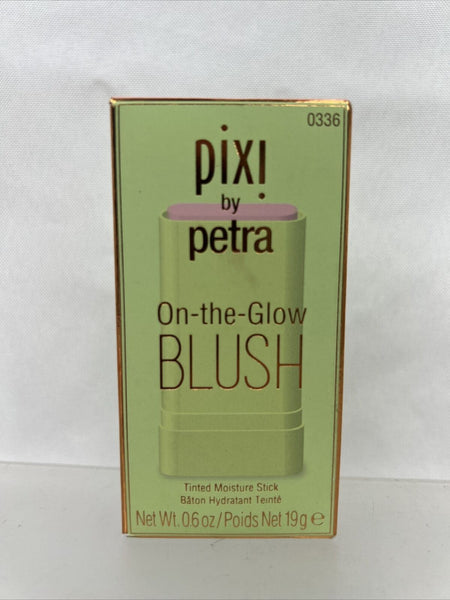 0336
pixi
by
petra
On-the-Glow
BLUSH
Tinted Moisture Stick
Bâton Hydratant Teinté
Net Wt. 0.6 oz/Poids Net 19g ℮